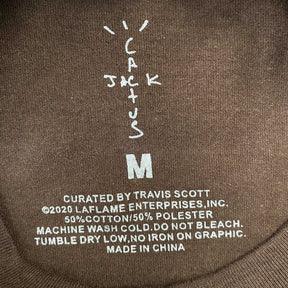 CACTUS
JACK
M
CURATED BY TRAVIS SCOTT
©2020 LAFLAME ENTERPRISES, INC.
50%COTTON/50% POLESTER
MACHINE WASH COLD. DO NOT BLEACH.
TUMBLE DRY LOW, NO IRON ON GRAPHIC.
MADE IN CHINA